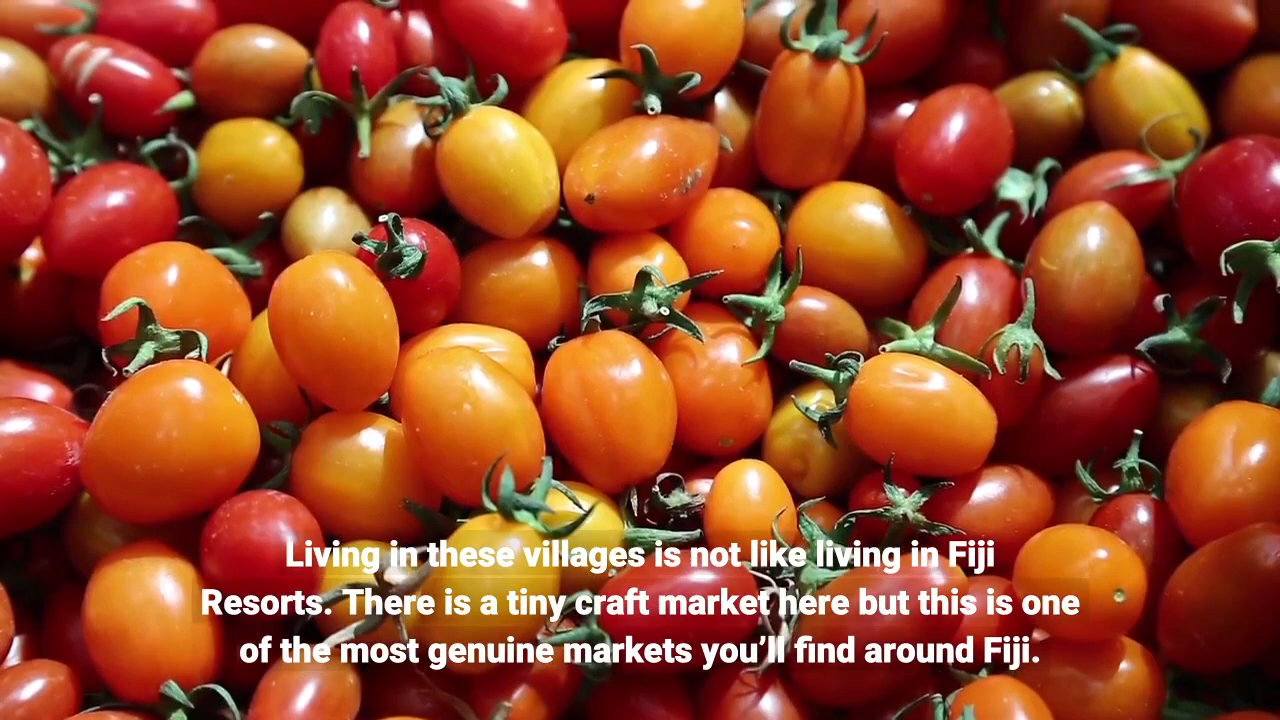 Living in these villages is not like living in Fiji
Resorts. There is a tiny craft market here but this is one
of the most genuine markets you’ll find around Fiji.